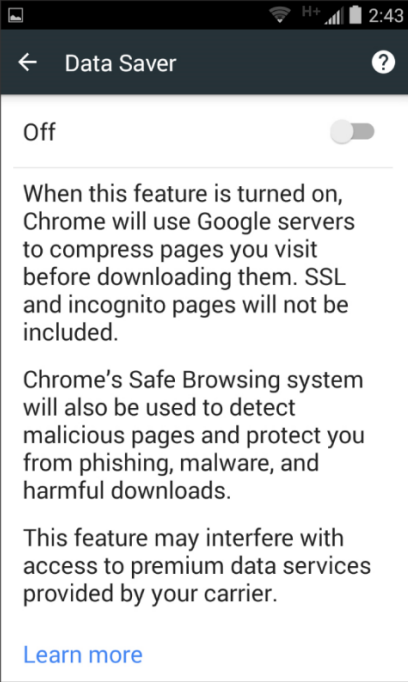 H+ 2:43
Data Saver ?
Off
When this feature is turned on,
Chrome will use Google servers
to compress pages you visit
before downloading them. SSL
and incognito pages will not be
included.
Chrome's Safe Browsing system
will also be used to detect
malicious pages and protect you
from phishing, malware, and
harmful downloads.
This feature may interfere with
access to premium data services
provided by your carrier.
Learn more